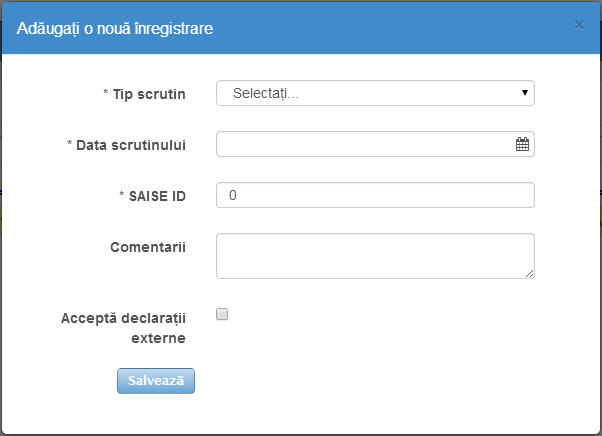 Adăugați o nouă înregistrare ×
* Tip scrutin Selectați...
* Data scrutinului
* SAISE ID 0
Comentarii
Acceptă declarații
externe
Salvează